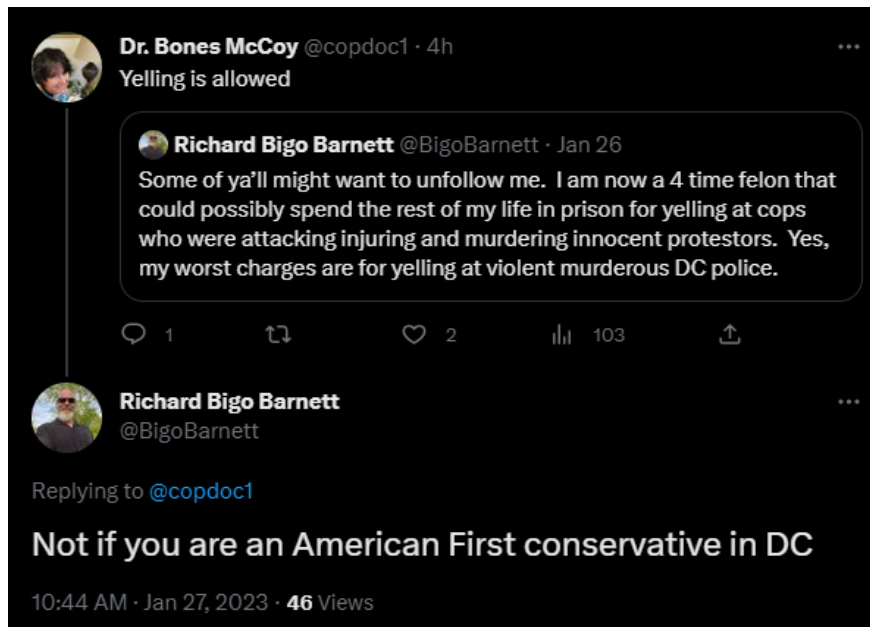 Dr. Bones McCoy @copdoc1 · 4h
Yelling is allowed
Richard Bigo Barnett @BigoBarnett · Jan 26
Some of ya'll might want to unfollow me.  I am now a 4 time felon that
could possibly spend the rest of my life in prison for yelling at cops
who were attacking injuring and murdering innocent protestors.  Yes,
my worst charges are for yelling at violent murderous DC police.
1 2 103
Richard Bigo Barnett
@BigoBarnett
Replying to @copdoc1
Not if you are an American First conservative in DC
10:44 AM · Jan 27, 2023 · 46 Views